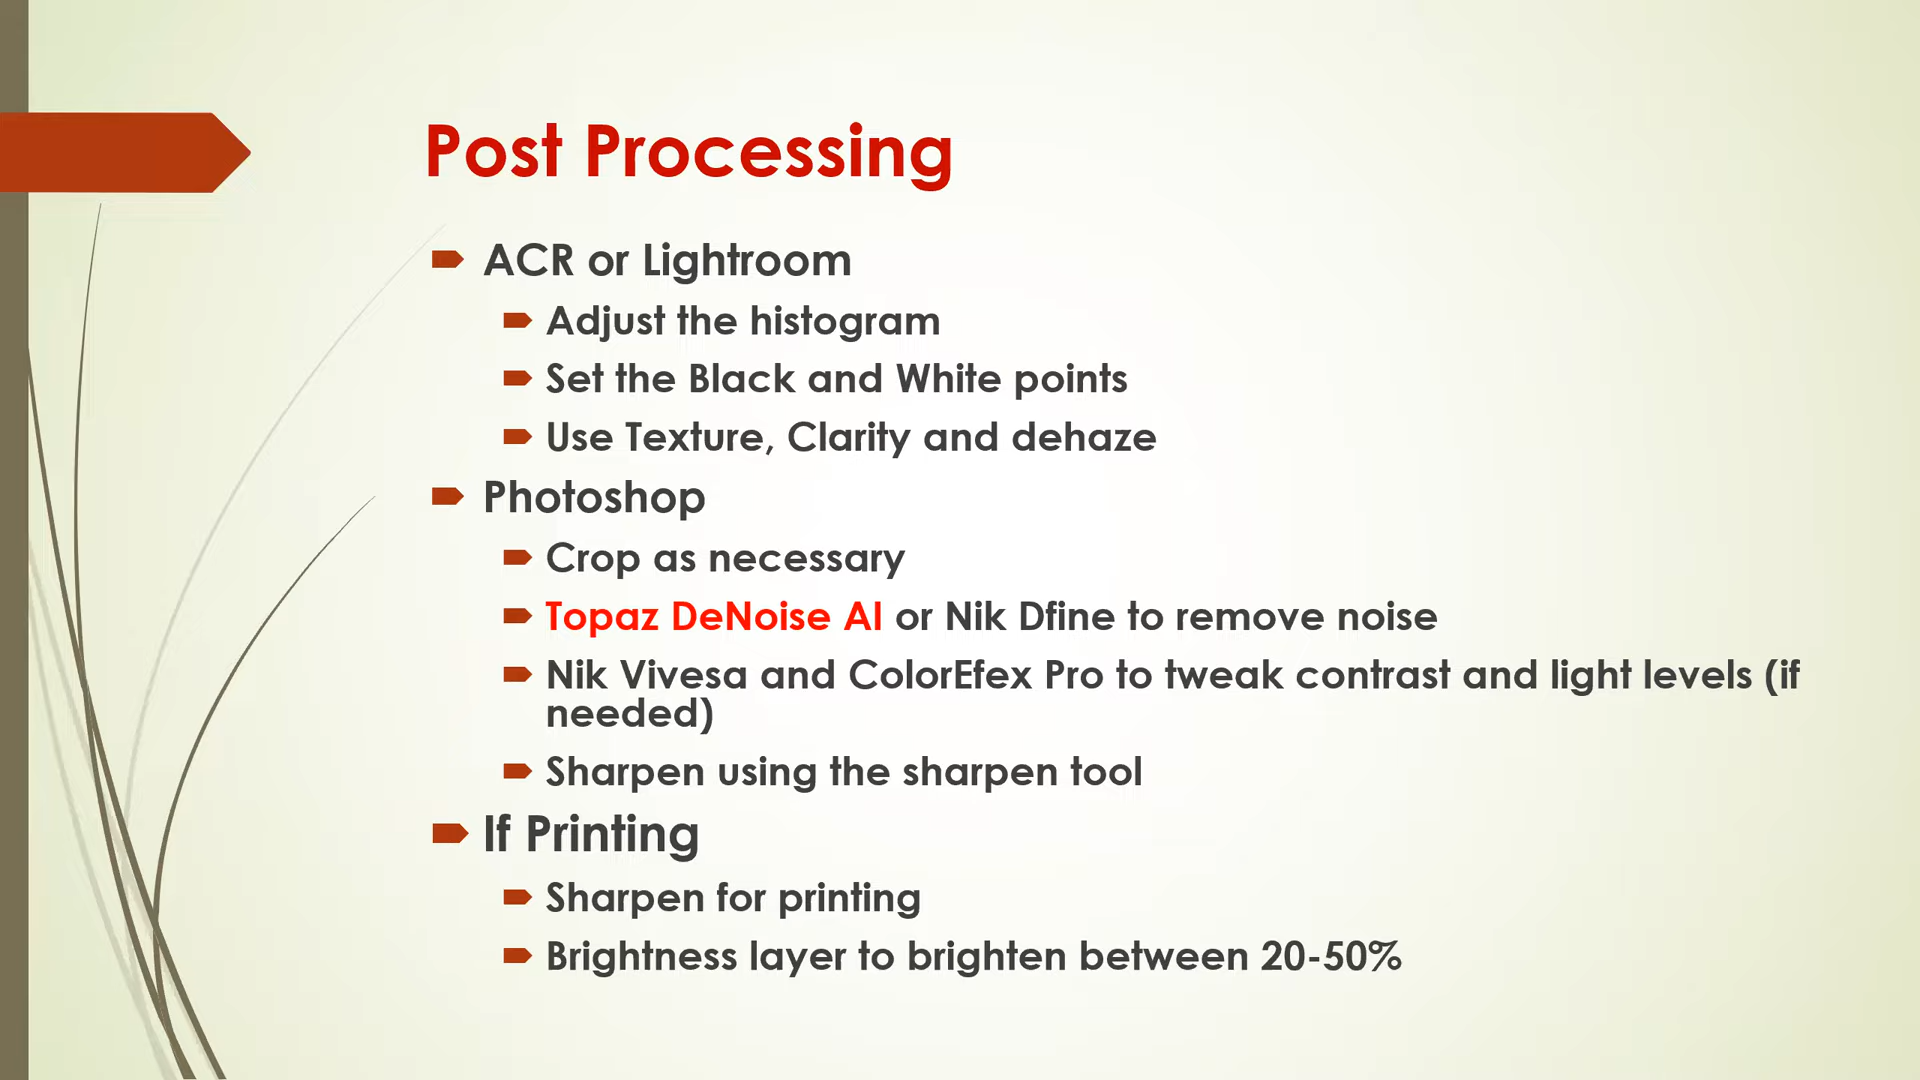 Post Processing
ACR or Lightroom
Adjust the histogram
Set the Black and White points
Use Texture, Clarity and dehaze
Photoshop
Crop as necessary
Topaz DeNoise AI or Nik Dfine to remove noise
Nik Vivesa and ColorEfex Pro to tweak contrast and light levels (if
needed)
Sharpen using the sharpen tool
If Printing
Sharpen for printing
Brightness layer to brighten between 20-50%